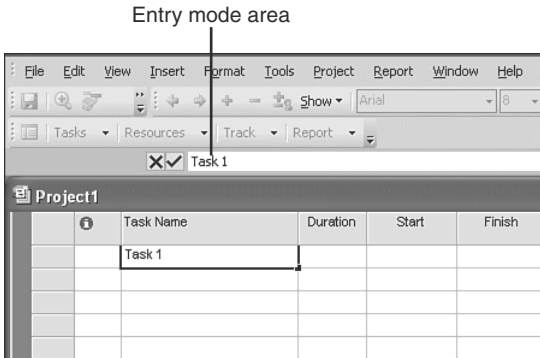 Entry mode area
File Edit View Insert Format Tools Project Report Window Help
Show Arial 8
Tasks Resources Track Report
Task 1
Project1
Task Name Duration Start Finish
Task 1